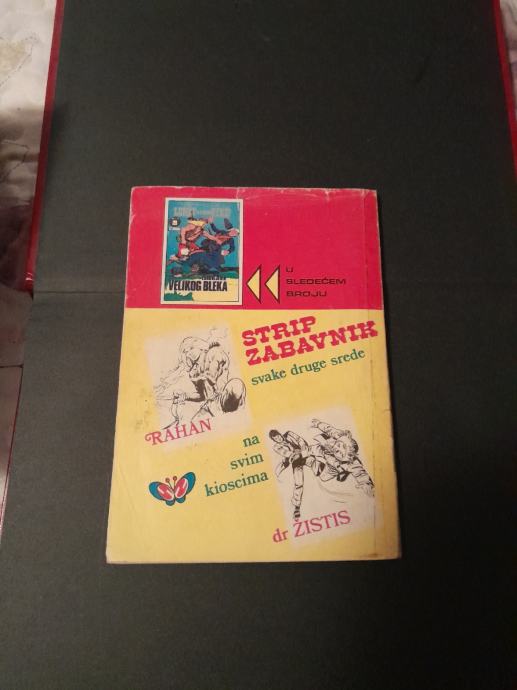 VELIKOG BLEKA
U
SLEDEĆEM
BROJU
STRIP
ZABAVNIK
svake druge srede
RAHAN
na
svim
kioscima
dr ŽISTIS